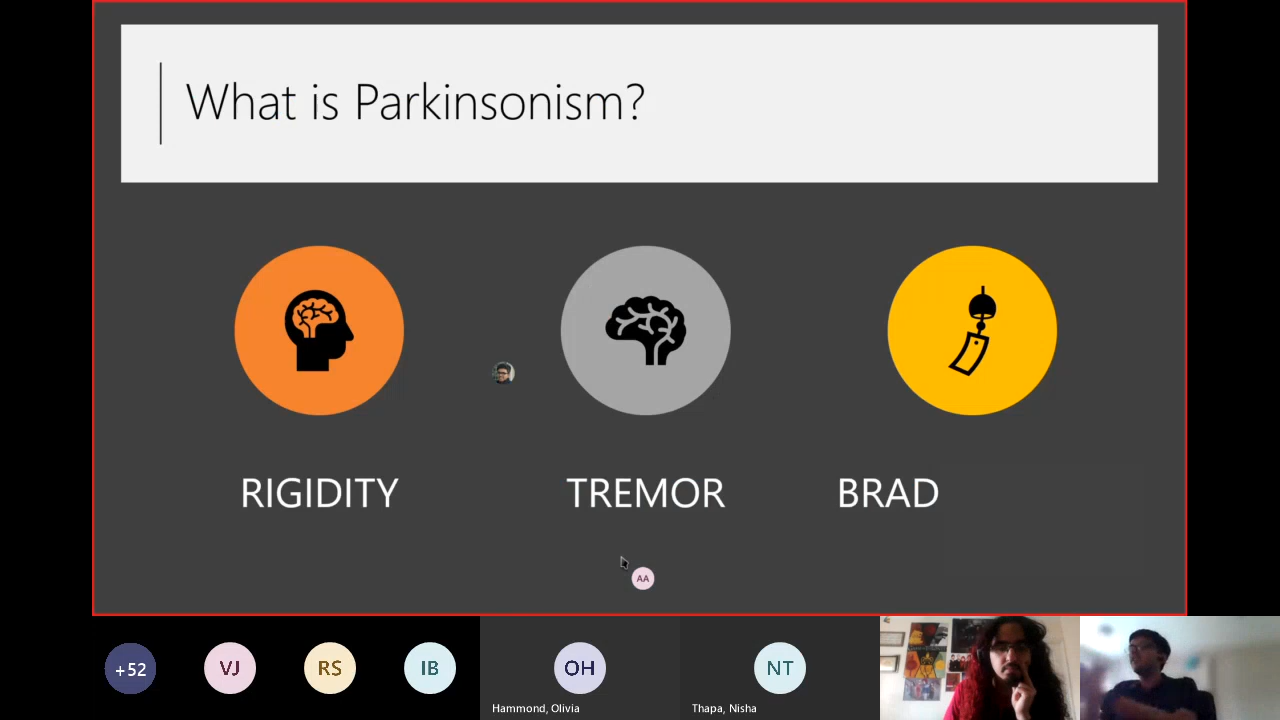 What is Parkinsonism?
RIGIDITY
TREMOR
BRAD
AA
+52
VJ
RS
IB
OH
NT
Hammond, Olivia
Thapa, Nisha